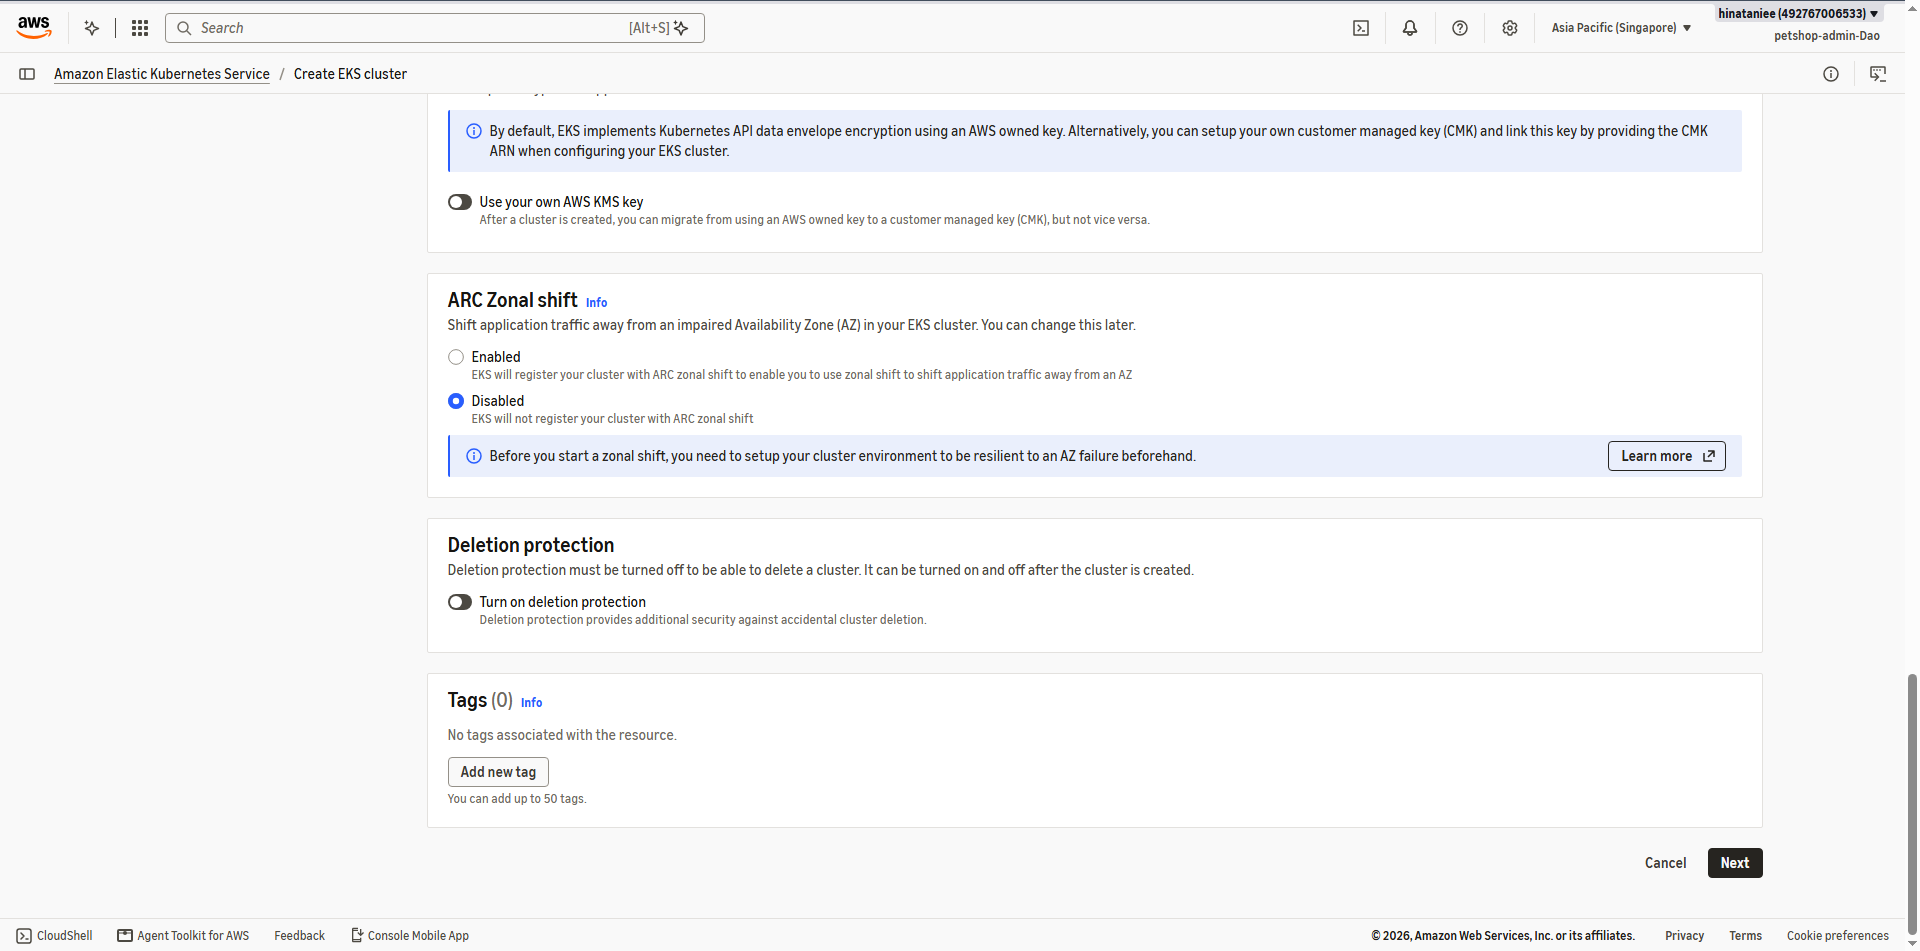 aws
Search
[Alt+S]
Asia Pacific (Singapore)
hinataniee (492767006533)
petshop-admin-Dao
Amazon Elastic Kubernetes Service / Create EKS cluster
By default, EKS implements Kubernetes API data envelope encryption using an AWS owned key. Alternatively, you can setup your own customer managed key (CMK) and link this key by providing the CMK
ARN when configuring your EKS cluster.
Use your own AWS KMS key
After a cluster is created, you can migrate from using an AWS owned key to a customer managed key (CMK), but not vice versa.
ARC Zonal shift Info
Shift application traffic away from an impaired Availability Zone (AZ) in your EKS cluster. You can change this later.
Enabled
EKS will register your cluster with ARC zonal shift to enable you to use zonal shift to shift application traffic away from an AZ
Disabled
EKS will not register your cluster with ARC zonal shift
Before you start a zonal shift, you need to setup your cluster environment to be resilient to an AZ failure beforehand.
Learn more
Deletion protection
Deletion protection must be turned off to be able to delete a cluster. It can be turned on and off after the cluster is created.
Turn on deletion protection
Deletion protection provides additional security against accidental cluster deletion.
Tags (0) Info
No tags associated with the resource.
Add new tag
You can add up to 50 tags.
Cancel
Next
CloudShell
Agent Toolkit for AWS
Feedback
Console Mobile App
© 2026, Amazon Web Services, Inc. or its affiliates.
Privacy
Terms
Cookie preferences